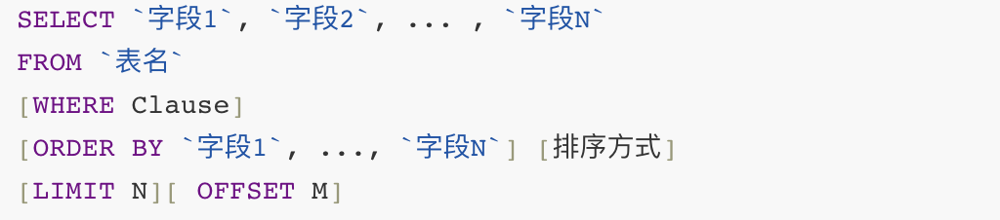 SELECT `字段1`, `字段2`, ... , `字段N`
FROM `表名`
[WHERE Clause]
[ORDER BY `字段1`, ..., `字段N`] [排序方式]
[LIMIT N][ OFFSET M]